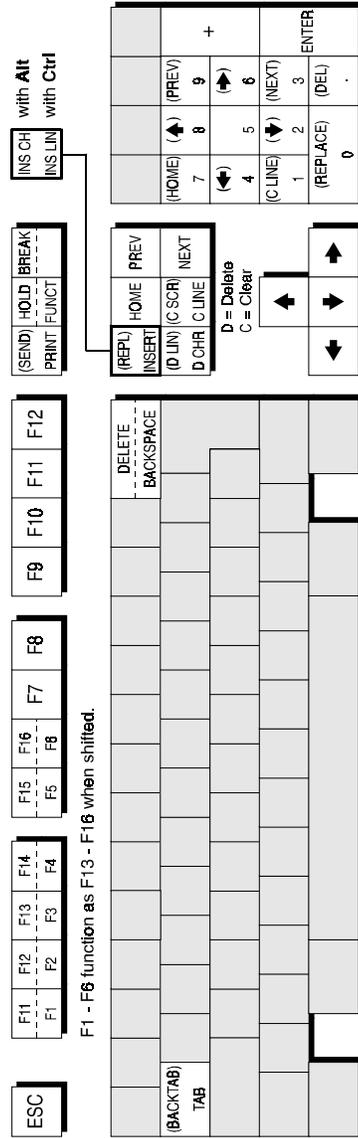 ESC
F11 F12 F13 F14
F1 F2 F3 F4
F15 F16
F5 F6
F7 F8
F9 F10 F11 F12
(SEND) HOLD BREAK
PRINT FUNCT
INS CH with Alt
INS LIN with Ctrl
F1 - F6 function as F13 - F16 when shifted.
DELETE
BACKSPACE
(BACKTAB)
TAB
(REPL)
INSERT
HOME PREV
(D LIN) (C SCR)
D CHR C LINE
NEXT
D = Delete
C = Clear
(HOME) (PREV)
7 8 9 +
4 5 6
(C LINE) (NEXT)
1 2 3 ENTER
(REPLACE) (DEL)
0 .